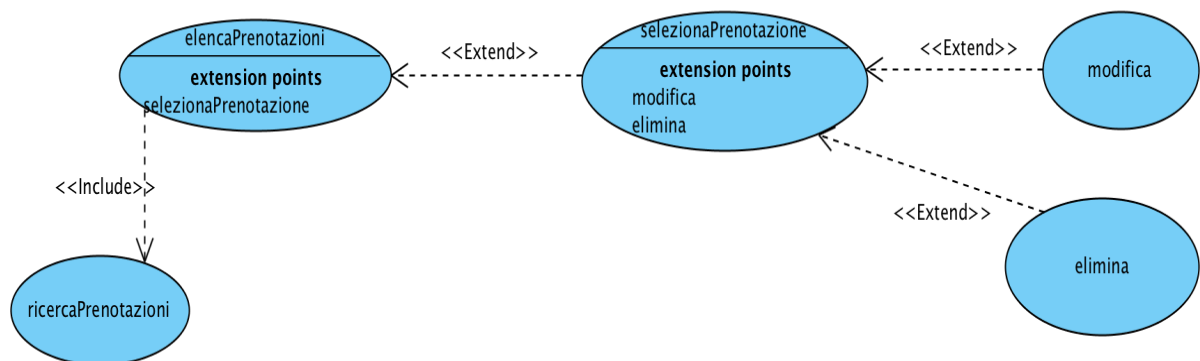 elencaPrenotazioni
extension points
selezionaPrenotazione
<<Extend>>
selezionaPrenotazione
extension points
modifica
elimina
<<Extend>>
modifica
<<Include>>
<<Extend>>
elimina
ricercaPrenotazioni